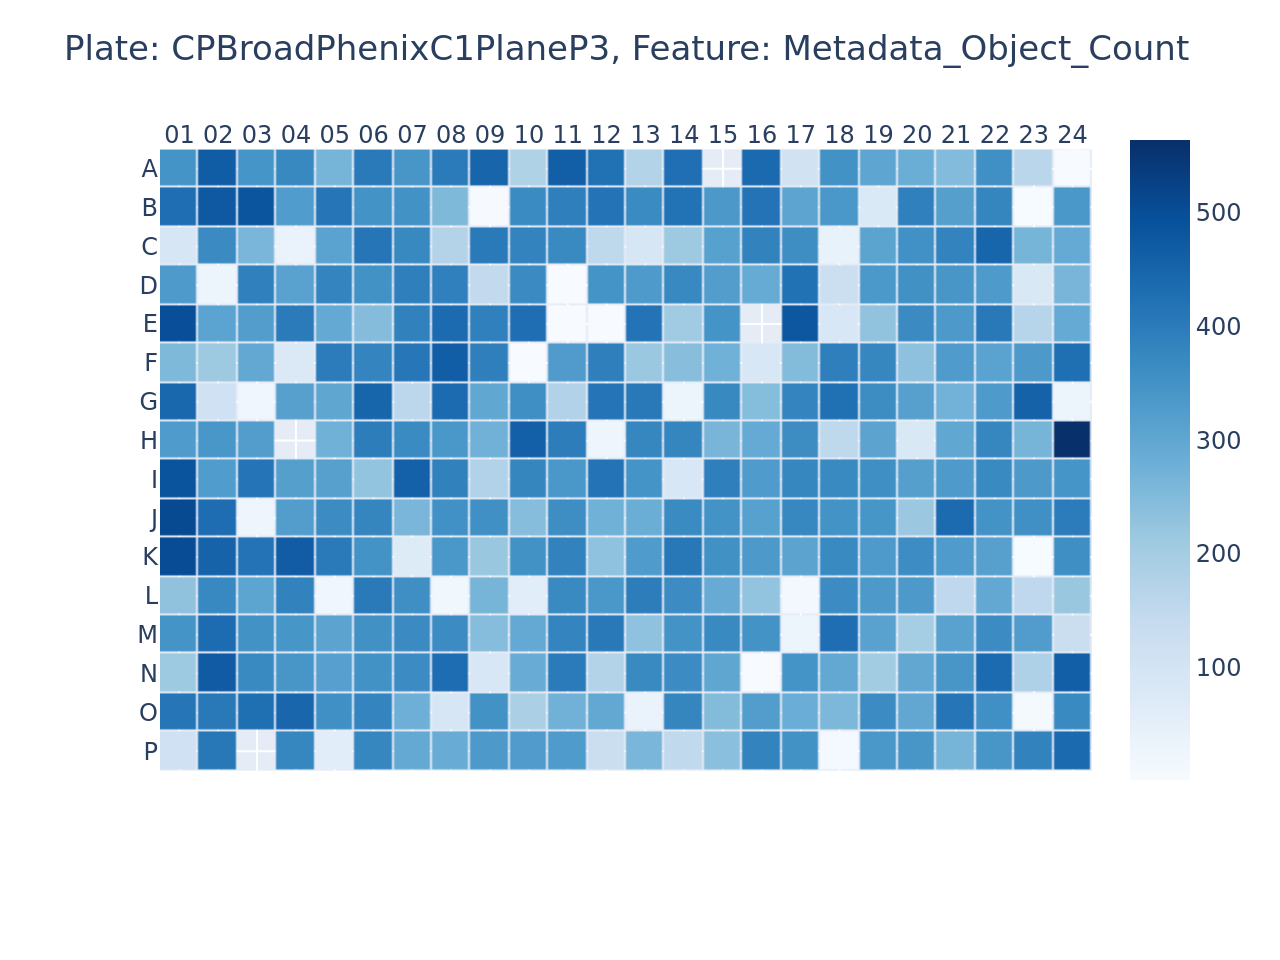 Plate: CPBroadPhenixC1PlaneP3, Feature: Metadata_Object_Count
01 02 03 04 05 06 07 08 09 10 11 12 13 14 15 16 17 18 19 20 21 22 23 24
A
B
C
D
E
F
G
H
I
J
K
L
M
N
O
P
500
400
300
200
100